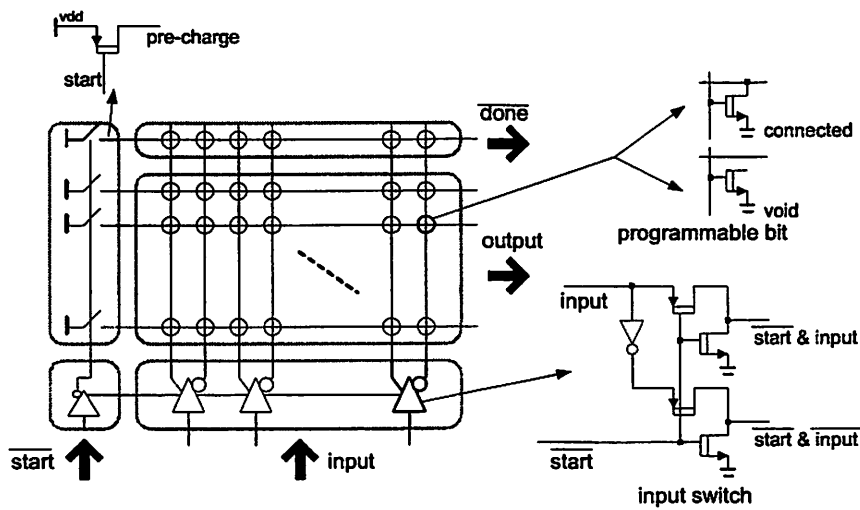 vdd
pre-charge
start
done
connected
void
programmable bit
output
input
start & input
start & input
start
input
start
input switch